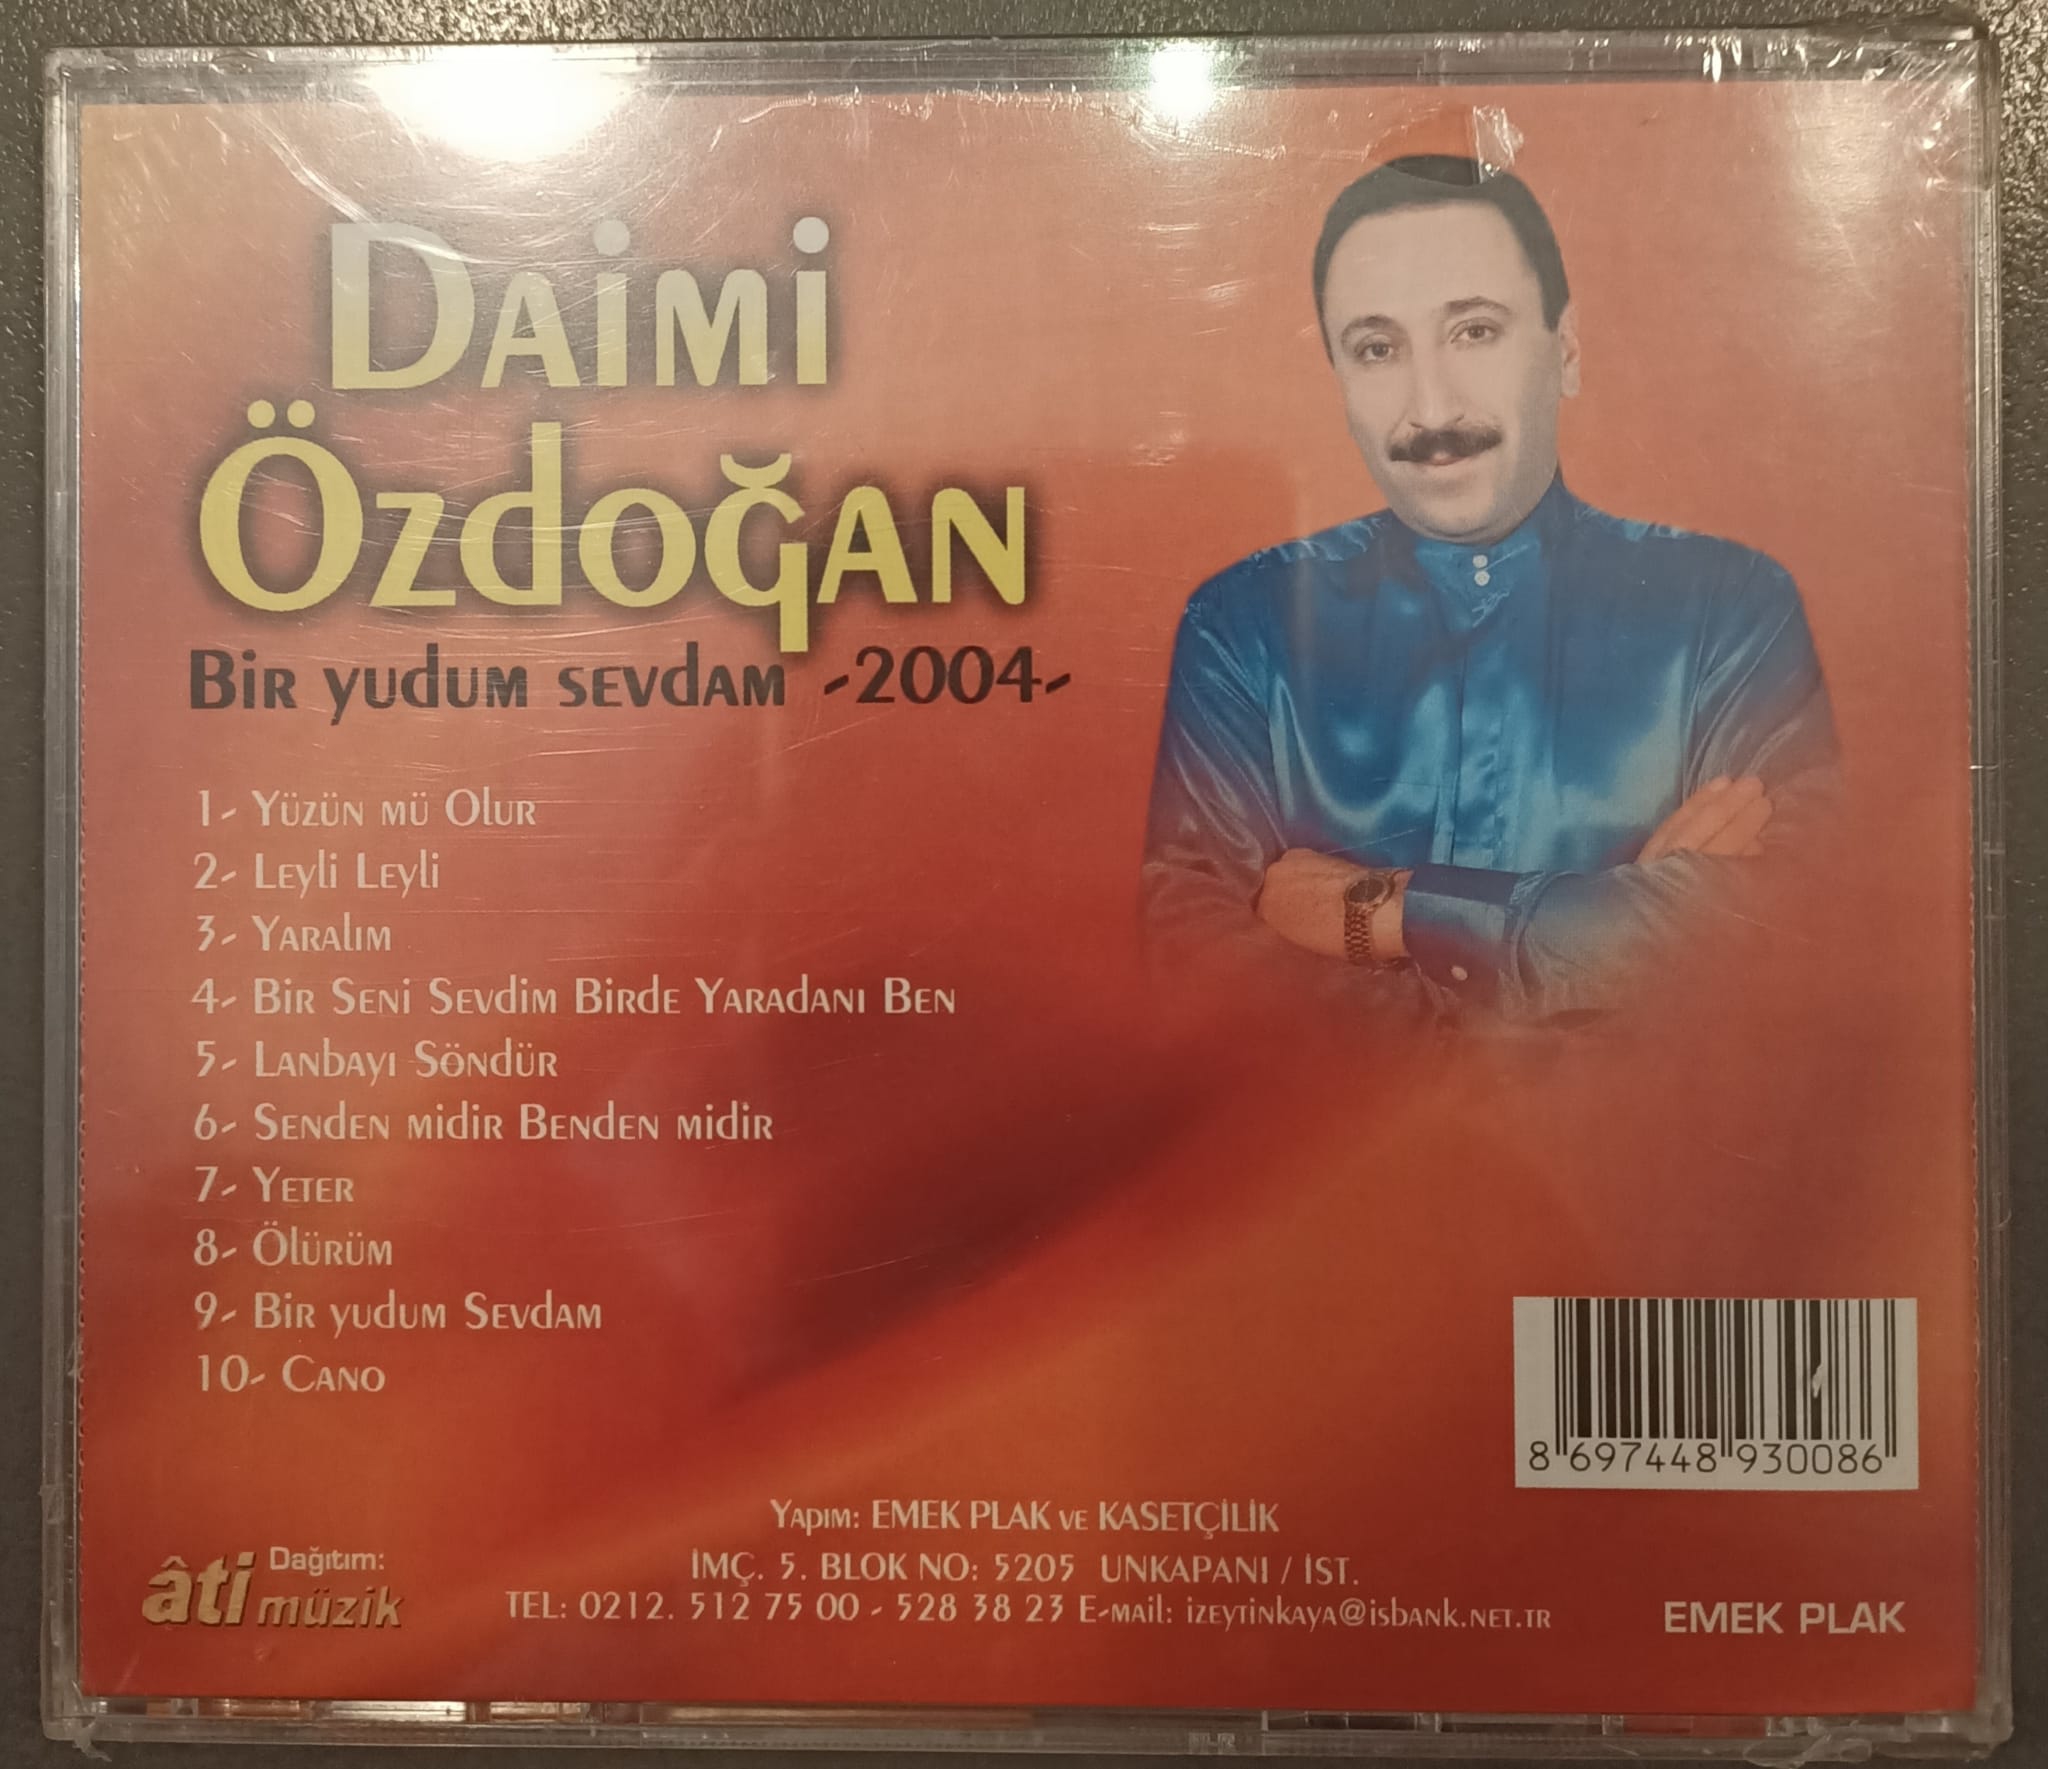 Daimi
Özdoğan
Bir yudum sevdam -2004-
1- Yüzün mü Olur
2- Leyli Leyli
3- Yaralım
4- Bir Seni Sevdim Birde Yaradanı Ben
5- Lanbayı Söndür
6- Senden midir Benden midir
7- Yeter
8- Ölürüm
9- Bir yudum Sevdam
10- Cano
8 697448 930086
Yapım: EMEK PLAK ve KASETÇİLİK
İMÇ. 5. BLOK NO: 5205 UNKAPANI / İST.
TEL: 0212. 512 75 00 - 528 38 23 E-mail: izeytinkaya@isbank.net.tr
Dağıtım:
âti müzik
EMEK PLAK